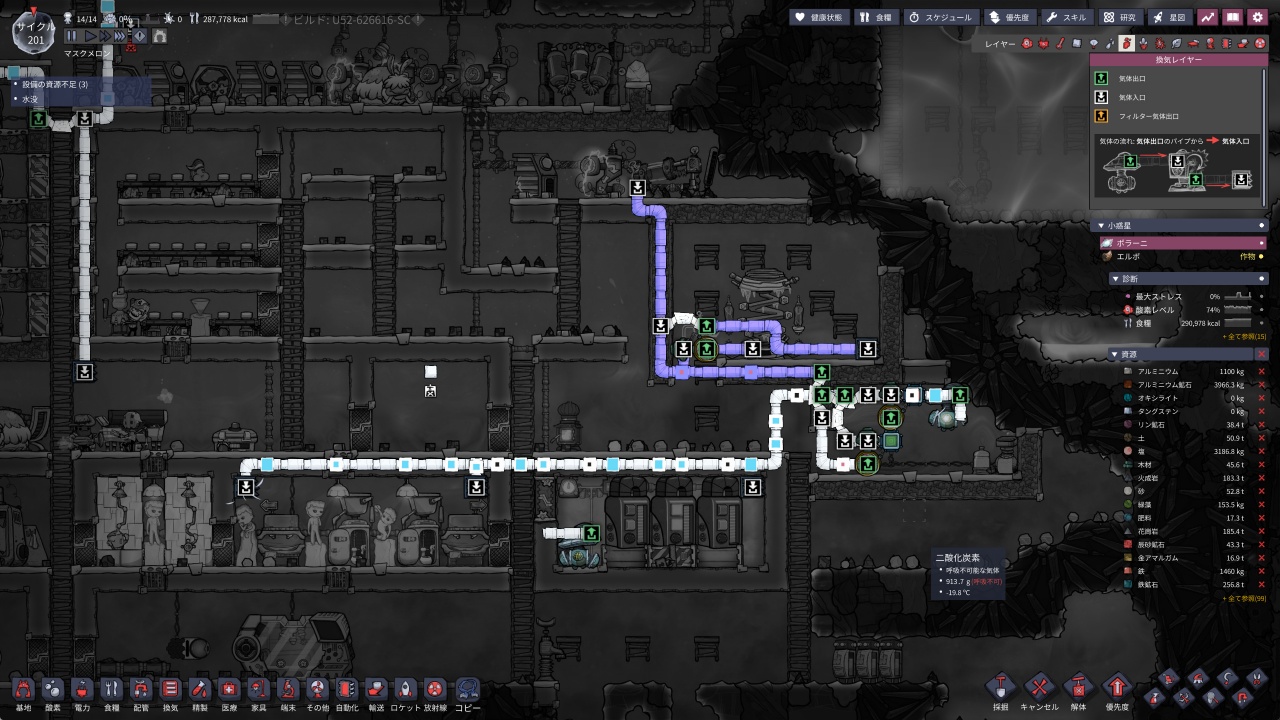 サイクル
201
14/14
0%
0
287,778 kcal
! ビルド: U52-626616-SC !
マスクメロン
設備の資源不足 (3)
水没
健康状態
食糧
スケジュール
優先度
スキル
研究
星図
レイヤー
換気レイヤー
気体出口
気体入口
フィルター気体出口
気体の流れ: 気体出口のパイプから 気体入口
小惑星
ボラーニ
エルボ 作物
診断
最大ストレス 0%
酸素レベル 74%
食糧 290,978 kcal
+ 全て参照(15)
資源
アルミニウム 1100 kg
アルミニウム鉱石 3966.3 kg
オキシライト 0 kg
タングステン 0 kg
リン鉱石 38.4 t
土 50.9 t
塩 3186.8 kg
木材 45.6 t
火成岩 183.3 t
砂 52.8 t
緑藻 153.5 kg
肥料 17.3 t
花崗岩 185.4 t
辰砂鉱石 43.3 t
金アマルガム 16.9 t
鉄 1460 kg
鉄鉱石 256.8 t
+ 全て参照(99)
二酸化炭素
呼吸不可能な気体
913.7 g (呼吸不可)
-19.8 °C
基地
酸素
電力
食糧
配管
換気
精製
医療
家具
端末
その他
自動化
輸送
ロケット
放射線
コピー
採掘
キャンセル
解体
優先度